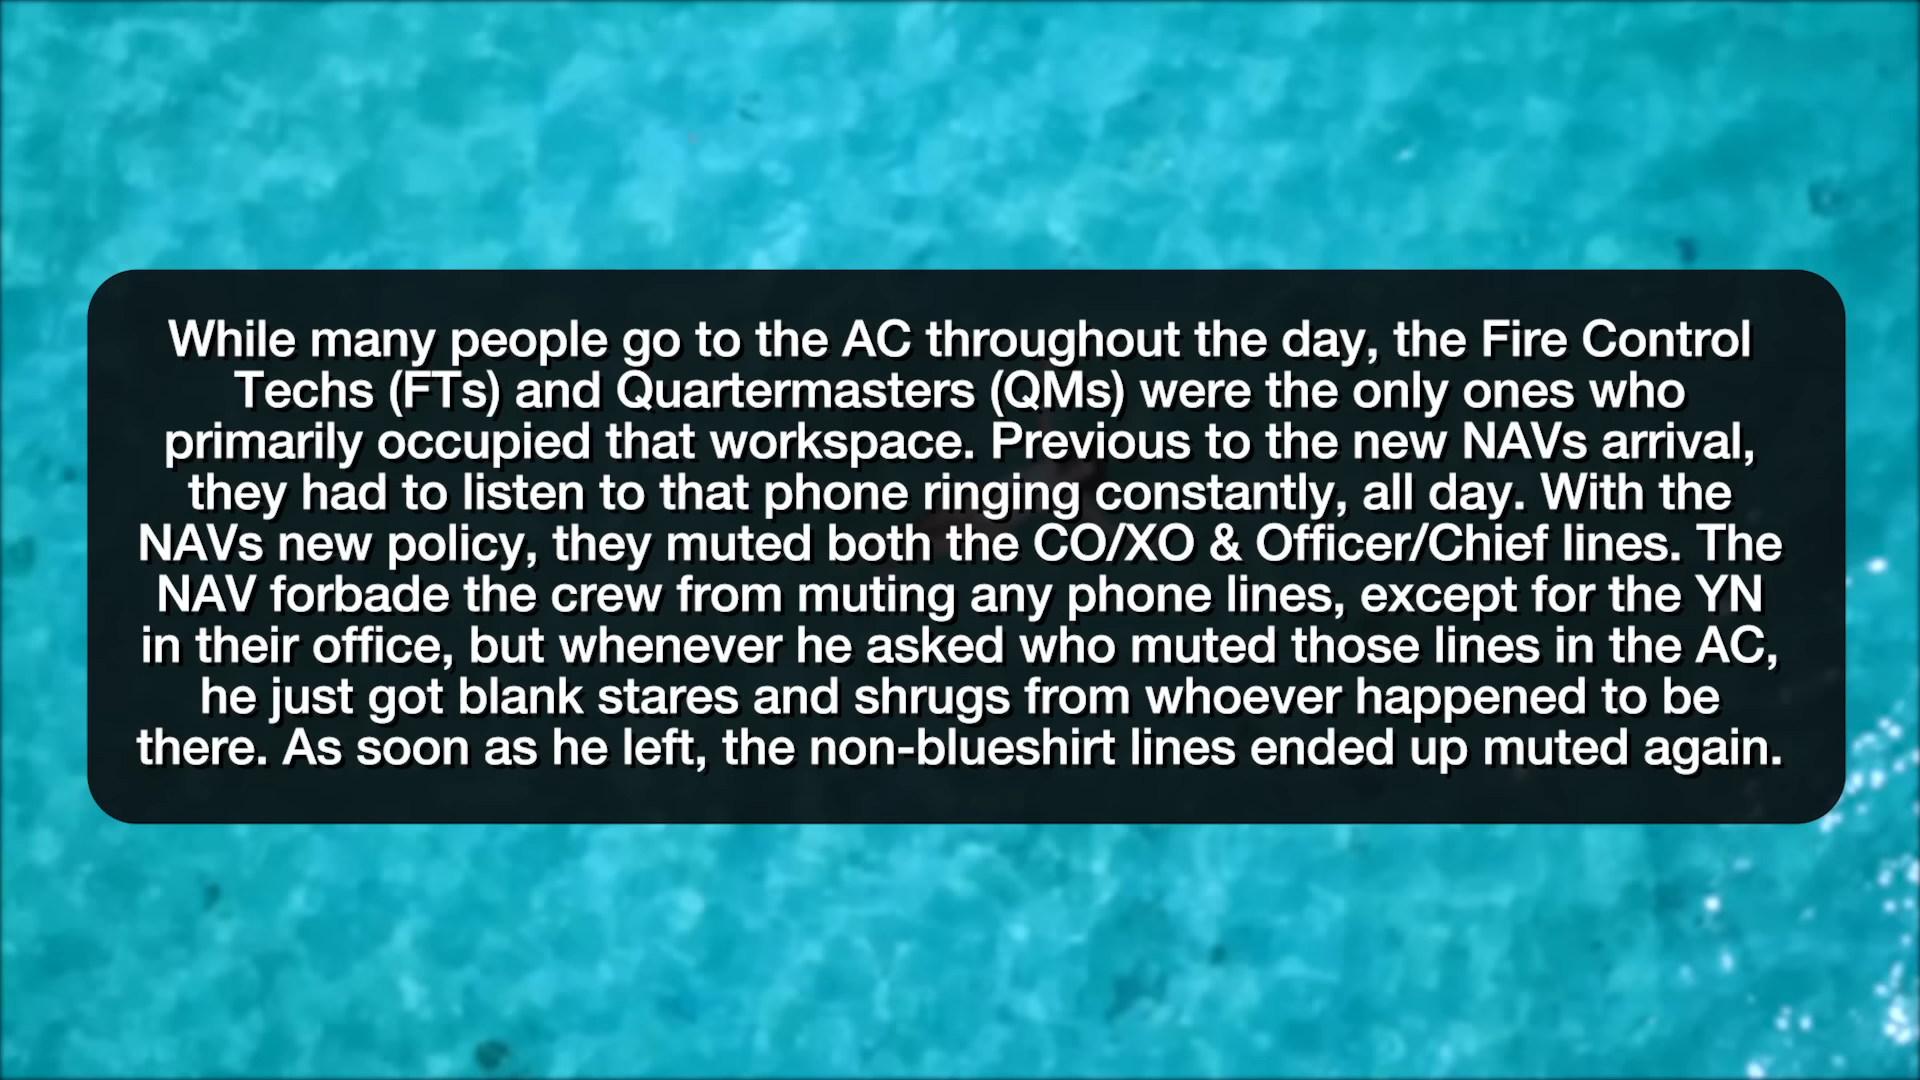 While many people go to the AC throughout the day, the Fire Control
Techs (FTs) and Quartermasters (QMs) were the only ones who
primarily occupied that workspace. Previous to the new NAVs arrival,
they had to listen to that phone ringing constantly, all day. With the
NAVs new policy, they muted both the CO/XO & Officer/Chief lines. The
NAV forbade the crew from muting any phone lines, except for the YN
in their office, but whenever he asked who muted those lines in the AC,
he just got blank stares and shrugs from whoever happened to be
there. As soon as he left, the non-blueshirt lines ended up muted again.